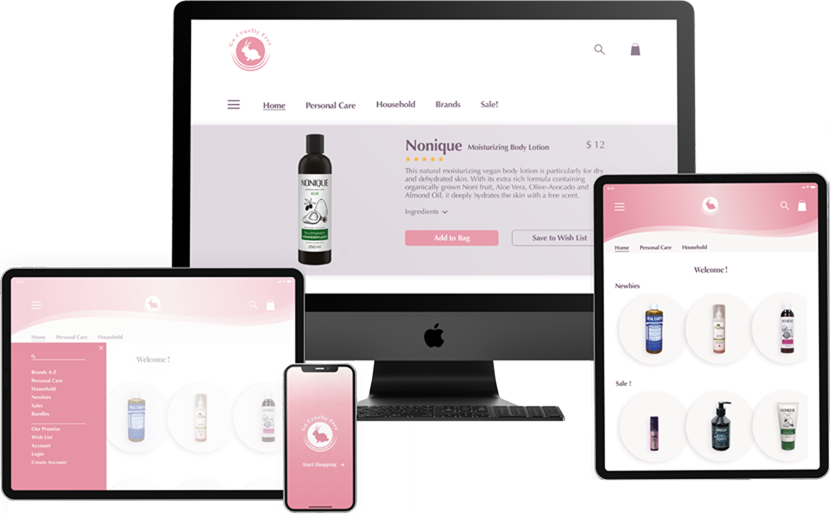 Go Cruelty Free
Home Personal Care Household Brands Sale!
Nonique Moisturizing Body Lotion $ 12
This natural moisturizing vegan body lotion is particularly for dry
and dehydrated skin. With its extra rich formula containing
organically grown Noni fruit, Aloe Vera, Olive-Avocado and
Almond Oil, it deeply hydrates the skin with a free scent.
Ingredients
Add to Bag Save to Wish List
NONIQUE
250 ml
Home Personal Care Household
Welcome !
Newbies
Sale !
NONIQUE
Home Personal Care Household
Welcome !
Brands A-Z
Personal Care
Household
Newbies
Sales
Bundles
Our Promise
Wish List
Account
Login
Create Account
Go Cruelty Free
Start Shopping